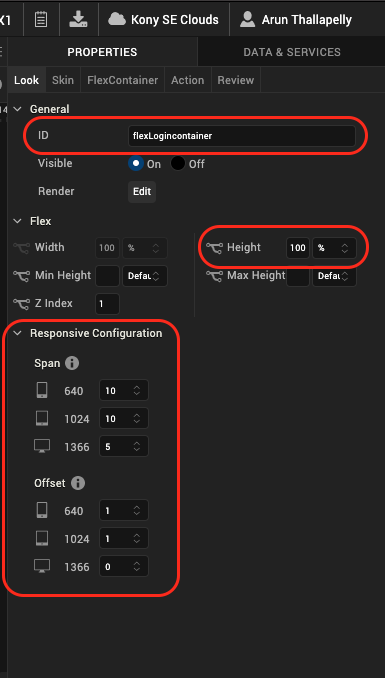 X1 Kony SE Clouds Arun Thallapelly
PROPERTIES DATA & SERVICES
Look Skin FlexContainer Action Review
General
ID flexLogincontainer
Visible On Off
Render Edit
Flex
Width 100 % Height 100 %
Min Height Defau Max Height Defau
Z Index 1
Responsive Configuration
Span
640 10
1024 10
1366 5
Offset
640 1
1024 1
1366 0